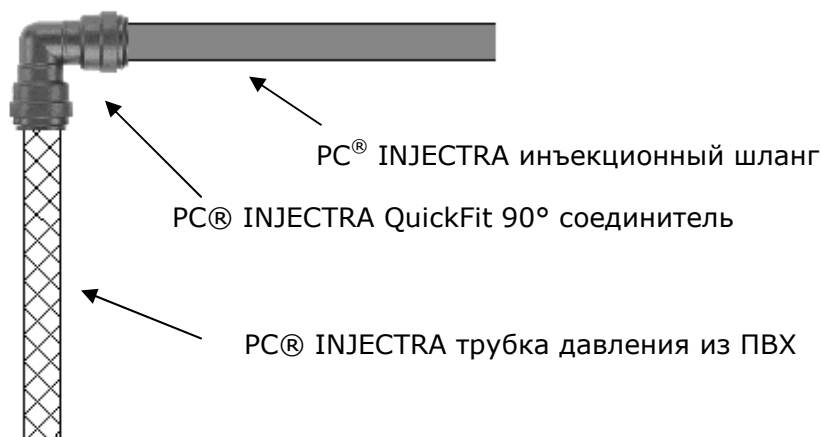 PC® INJECTRA инъекционный шланг
PC® INJECTRA QuickFit 90° соединитель
PC® INJECTRA трубка давления из ПВХ